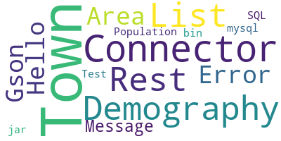 Town
Hello
Gson
Area
List
SQL
Population
bin
mysql
Connector
Test
Rest
Error
Demography
Message
jar